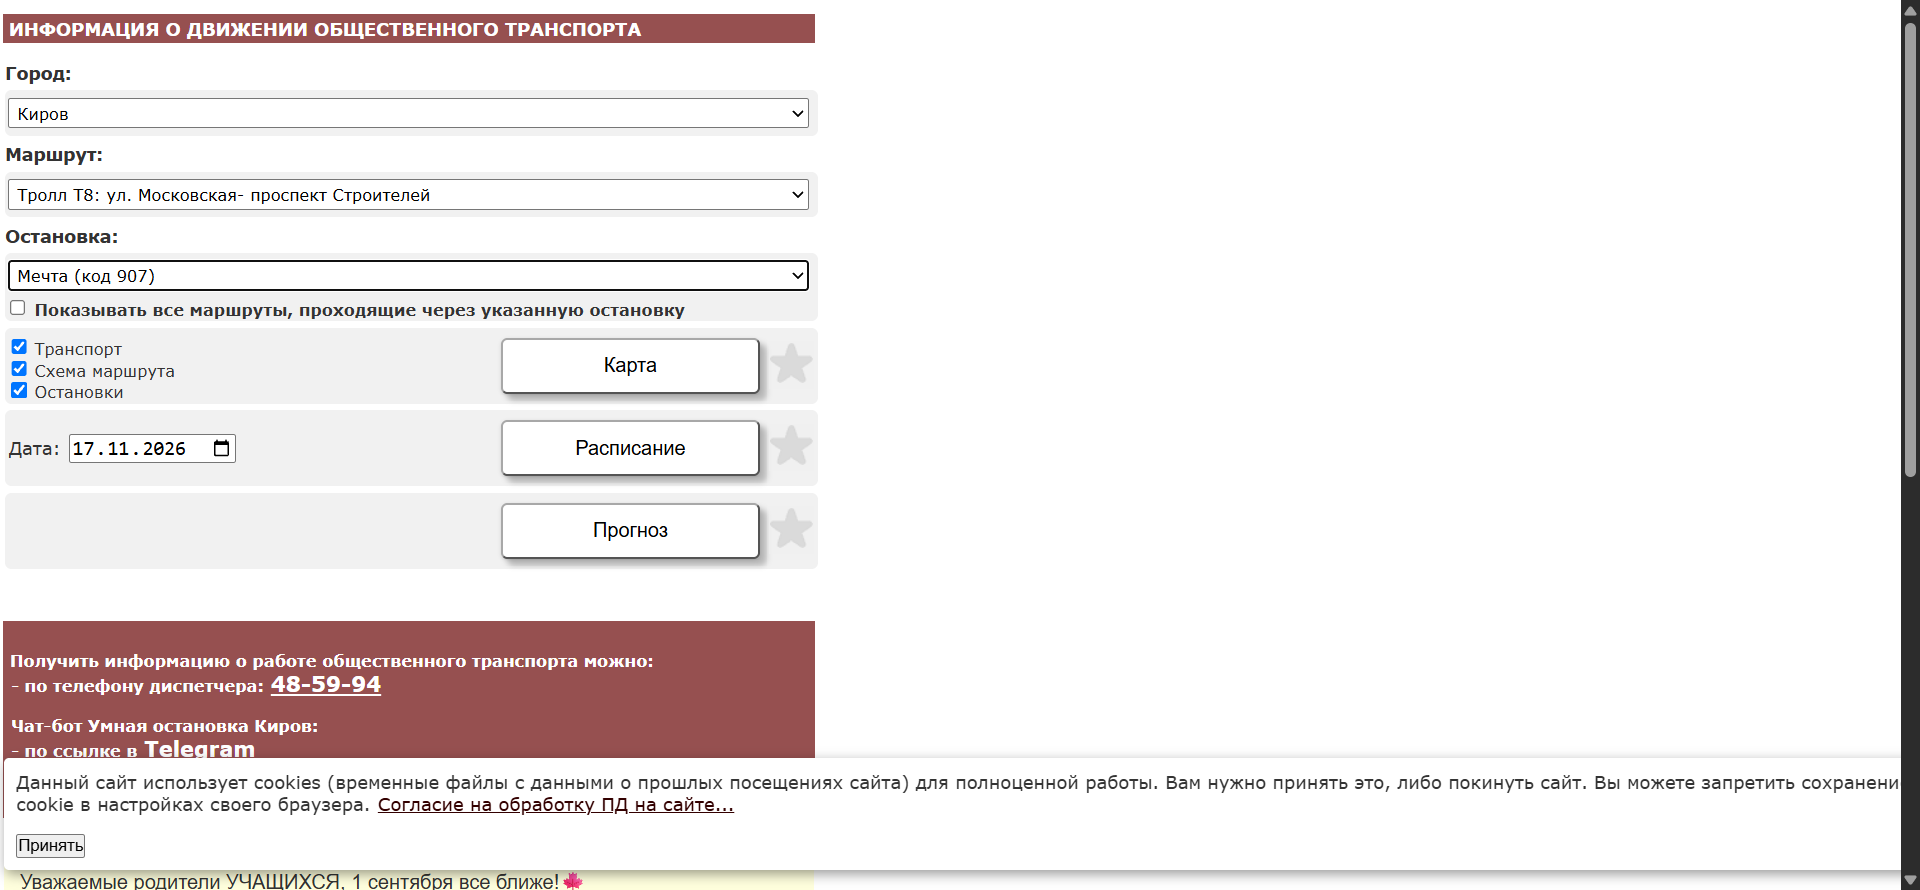 ИНФОРМАЦИЯ О ДВИЖЕНИИ ОБЩЕСТВЕННОГО ТРАНСПОРТА
Город:
Киров
Маршрут:
Тролл Т8: ул. Московская- проспект Строителей
Остановка:
Мечта (код 907)
Показывать все маршруты, проходящие через указанную остановку
Транспорт
Схема маршрута
Остановки
Карта
Дата: 17.11.2026
Расписание
Прогноз
Получить информацию о работе общественного транспорта можно:
- по телефону диспетчера: 48-59-94
Чат-бот Умная остановка Киров:
- по ссылке в Telegram
Данный сайт использует cookies (временные файлы с данными о прошлых посещениях сайта) для полноценной работы. Вам нужно принять это, либо покинуть сайт. Вы можете запретить сохранени
cookie в настройках своего браузера. Согласие на обработку ПД на сайте...
Принять
Уважаемые родители УЧАЩИХСЯ, 1 сентября все ближе!